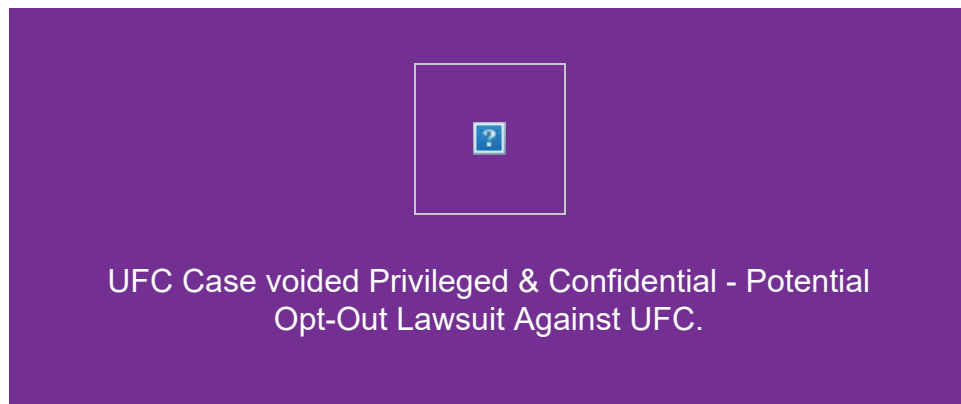 UFC Case voided Privileged & Confidential - Potential
Opt-Out Lawsuit Against UFC.